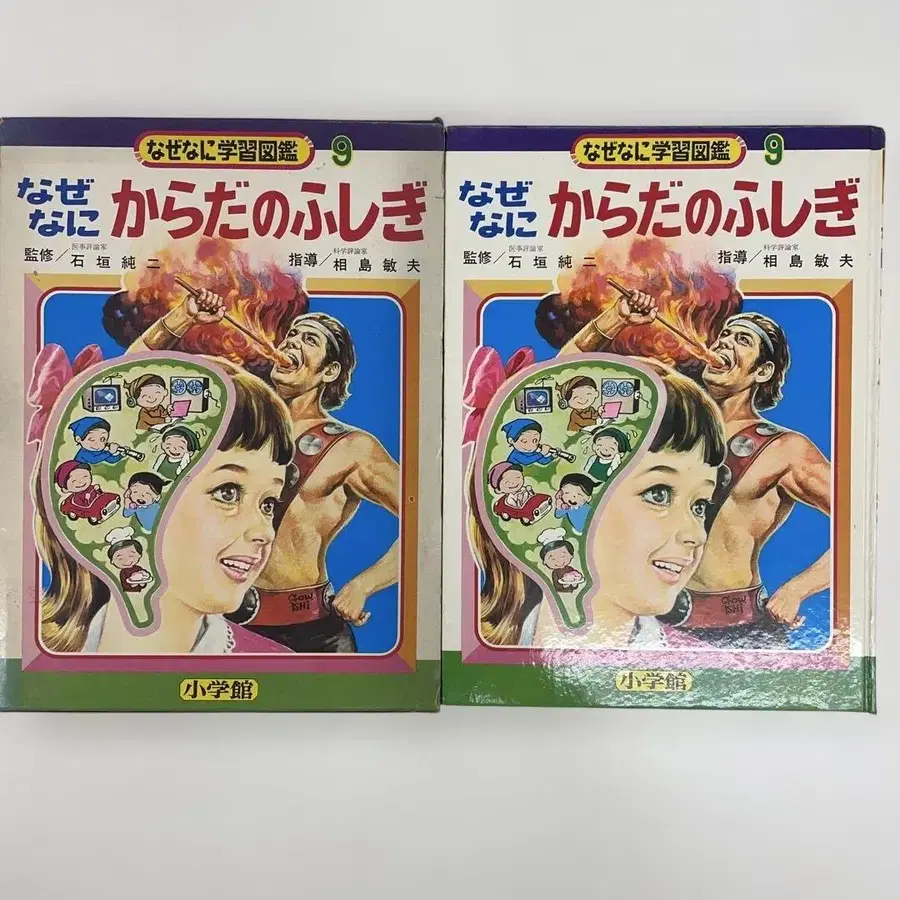 なぜなに学習図鑑 9
なぜなに からだのふしぎ
医事評論家 科学評論家
監修/石垣純二 指導/相島敏夫
GOW ISHI
小学館
なぜなに学習図鑑 9
なぜなに からだのふしぎ
医事評論家 科学評論家
監修/石垣純二 指導/相島敏夫
小学館